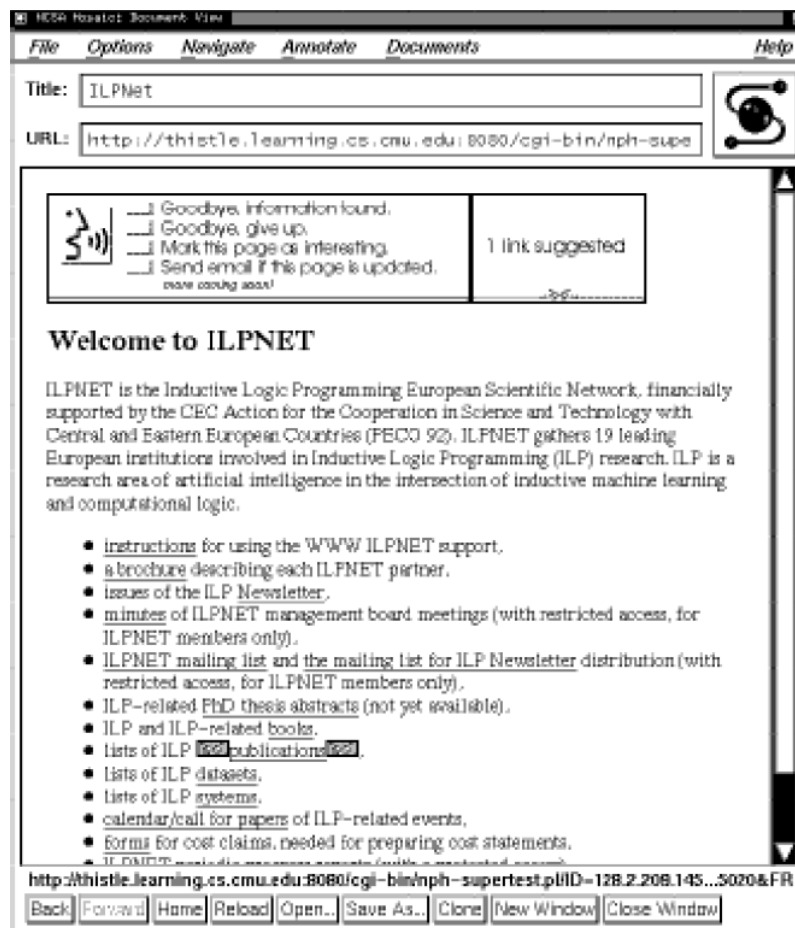 NCSA Mosaic: Document View
File Options Navigate Annotate Documents Help
Title: ILPNet
URL: http://thistle.learning.cs.cmu.edu:8080/cgi-bin/nph-supe
Goodbye, information found.
Goodbye, give up.
Mark this page as interesting.
Send email if this page is updated.
more coming soon!
1 link suggested
Welcome to ILPNET
ILPNET is the Inductive Logic Programming European Scientific Network, financially
supported by the CEC Action for the Cooperation in Science and Technology with
Central and Eastern European Countries (PECO 92). ILPNET gathers 19 leading
European institutions involved in Inductive Logic Programming (ILP) research. ILP is a
research area of artificial intelligence in the intersection of inductive machine learning
and computational logic.
instructions for using the WWW ILPNET support,
a brochure describing each ILPNET partner,
issues of the ILP Newsletter,
minutes of ILPNET management board meetings (with restricted access, for
ILPNET members only),
ILPNET mailing list and the mailing list for ILP Newsletter distribution (with
restricted access, for ILPNET members only),
ILP-related PhD thesis abstracts (not yet available),
ILP and ILP-related books,
lists of ILP publications,
lists of ILP datasets,
lists of ILP systems,
calendar/call for papers of ILP-related events,
forms for cost claims, needed for preparing cost statements,
ILPNET periodic progress reports (with a
http://thistle.learning.cs.cmu.edu:8080/cgi-bin/nph-supertest.pl/ID=128.2.209.145...5020&FR
Back Forward Home Reload Open... Save As... Clone New Window Close Window